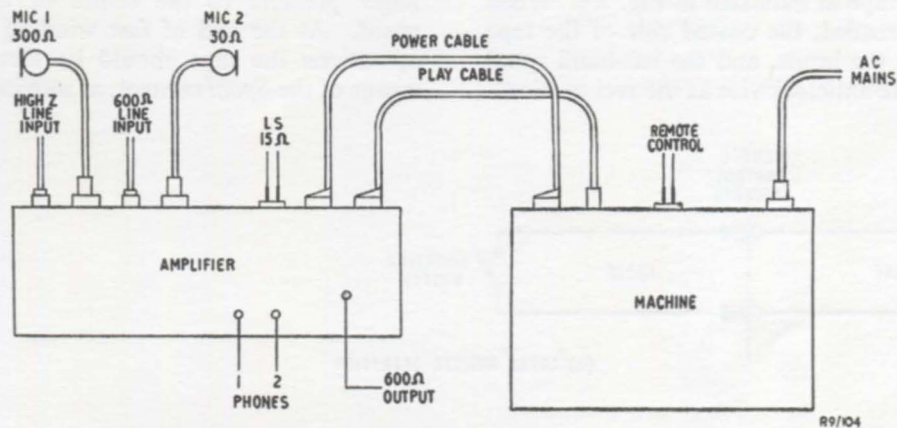 MIC 1
300Ω
MIC 2
30Ω
HIGH Z
LINE
INPUT
600Ω
LINE
INPUT
LS
15Ω
POWER CABLE
PLAY CABLE
REMOTE
CONTROL
AC
MAINS
AMPLIFIER
MACHINE
1
2
PHONES
600Ω
OUTPUT
R9/104